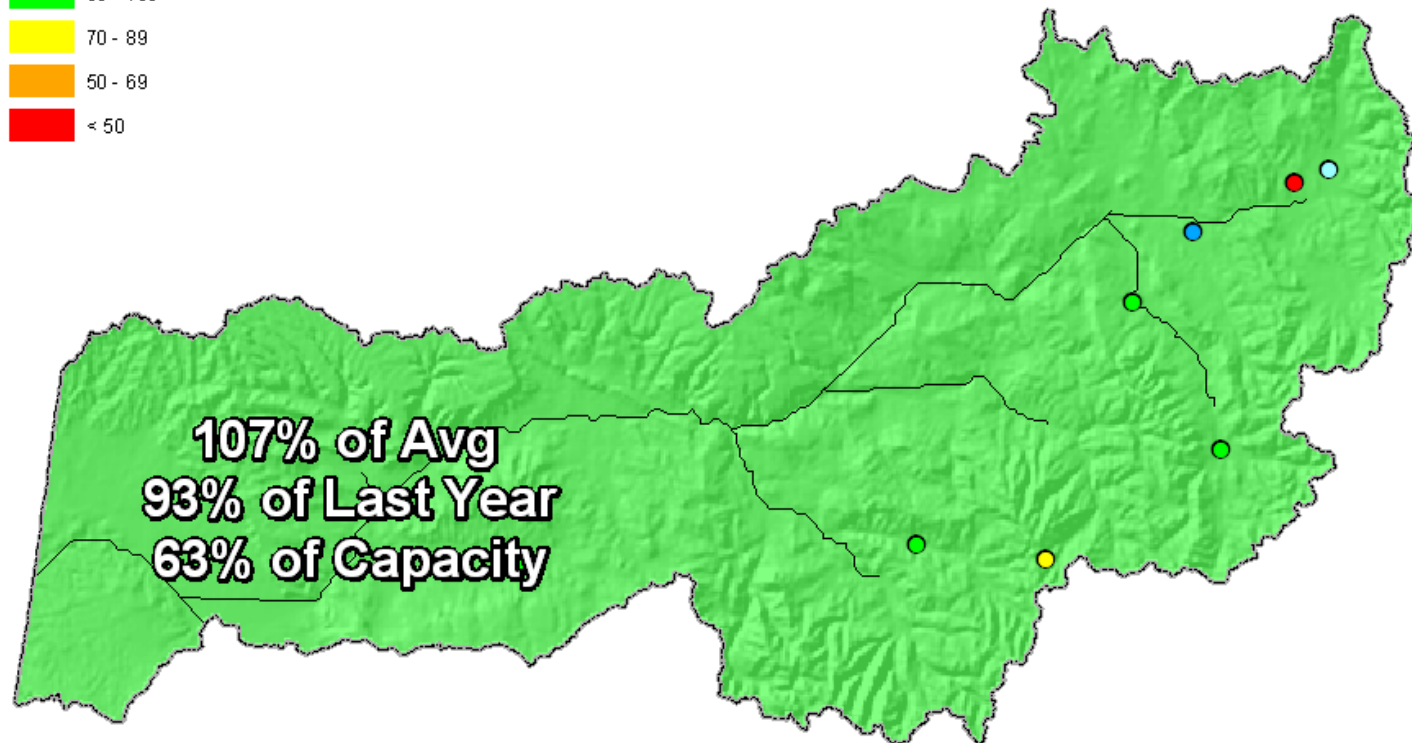 70 - 89
50 - 69
< 50
107% of Avg
93% of Last Year
63% of Capacity